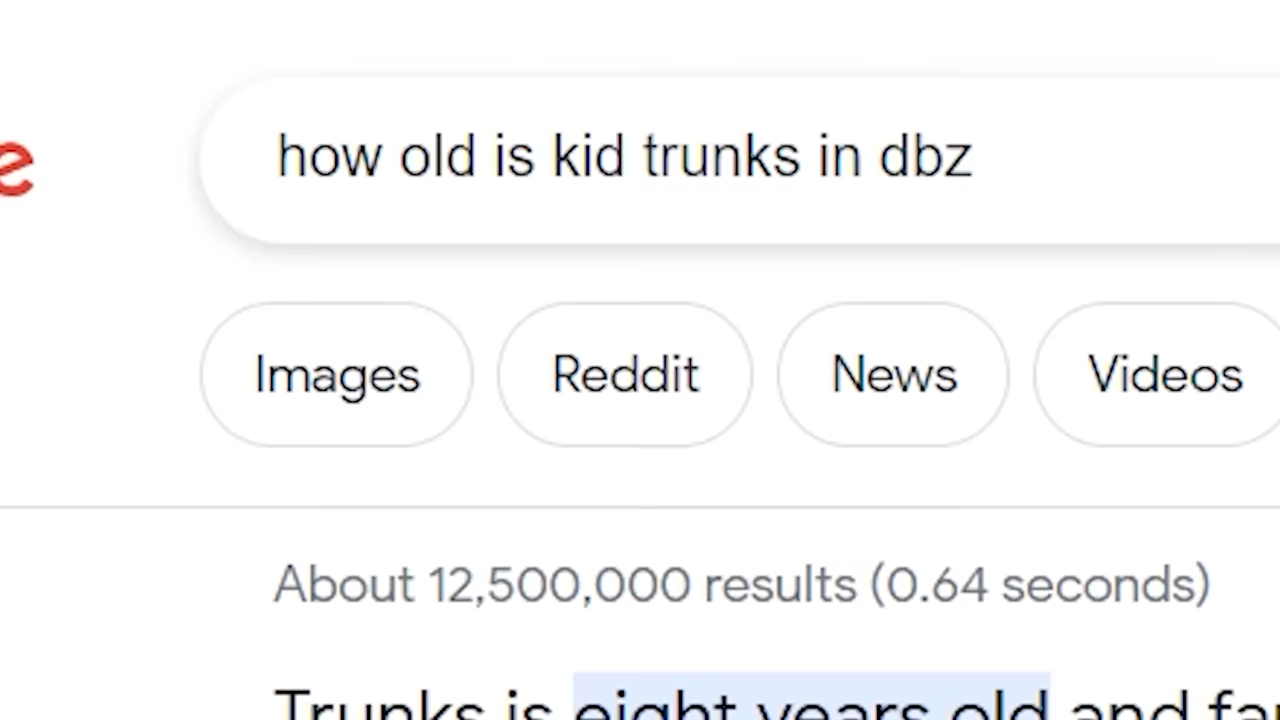 e
how old is kid trunks in dbz
Images Reddit News Videos
About 12,500,000 results (0.64 seconds)
Trunks is eight years old and fa